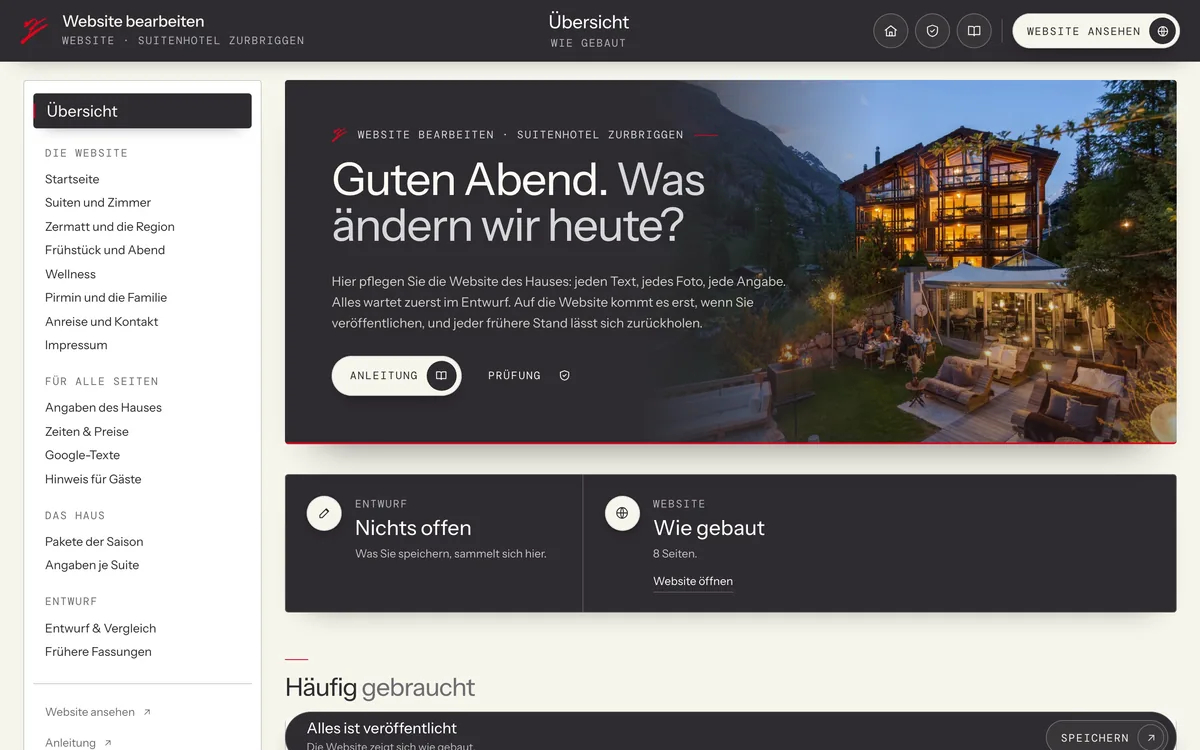 Website bearbeiten
WEBSITE · SUITENHOTEL ZURBRIGGEN
Übersicht
WIE GEBAUT
WEBSITE ANSEHEN
Übersicht
DIE WEBSITE
Startseite
Suiten und Zimmer
Zermatt und die Region
Frühstück und Abend
Wellness
Pirmin und die Familie
Anreise und Kontakt
Impressum
FÜR ALLE SEITEN
Angaben des Hauses
Zeiten & Preise
Google-Texte
Hinweis für Gäste
DAS HAUS
Pakete der Saison
Angaben je Suite
ENTWURF
Entwurf & Vergleich
Frühere Fassungen
Website ansehen
Anleitung
WEBSITE BEARBEITEN · SUITENHOTEL ZURBRIGGEN
Guten Abend. Was
ändern wir heute?
Hier pflegen Sie die Website des Hauses: jeden Text, jedes Foto, jede Angabe.
Alles wartet zuerst im Entwurf. Auf die Website kommt es erst, wenn Sie
veröffentlichen, und jeder frühere Stand lässt sich zurückholen.
ANLEITUNG
PRÜFUNG
ENTWURF
Nichts offen
Was Sie speichern, sammelt sich hier.
WEBSITE
Wie gebaut
8 Seiten.
Website öffnen
Häufig gebraucht
Alles ist veröffentlicht
Die Website zeigt sich wie gebaut.
SPEICHERN